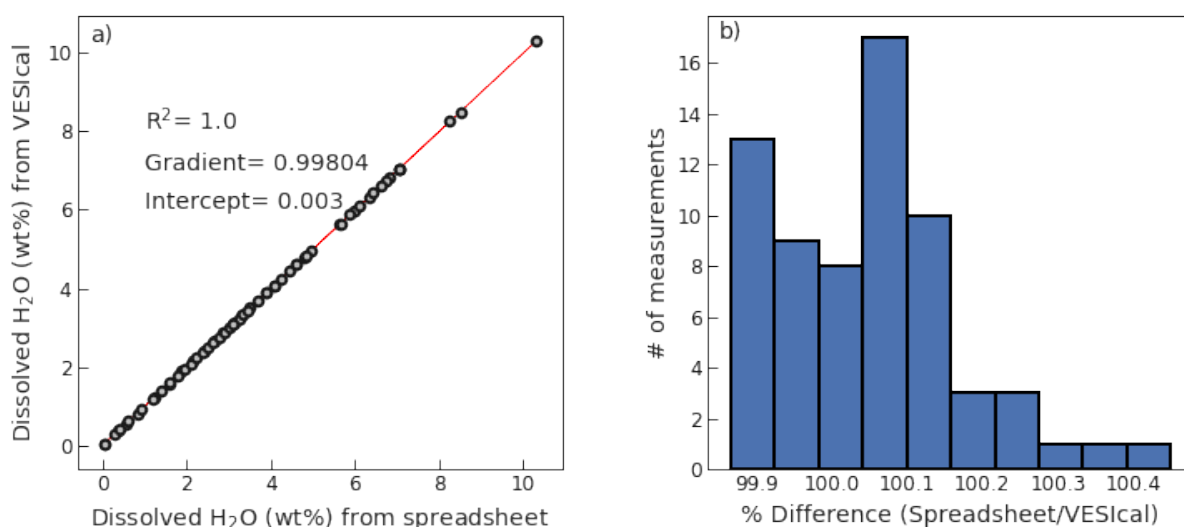 a)
R²= 1.0
Gradient= 0.99804
Intercept= 0.003
Dissolved H₂O (wt%) from VESIcal
10
8
6
4
2
0
0 2 4 6 8 10
Dissolved H₂O (wt%) from spreadsheet
b)
# of measurements
16
14
12
10
8
6
4
2
0
99.9 100.0 100.1 100.2 100.3 100.4
% Difference (Spreadsheet/VESIcal)